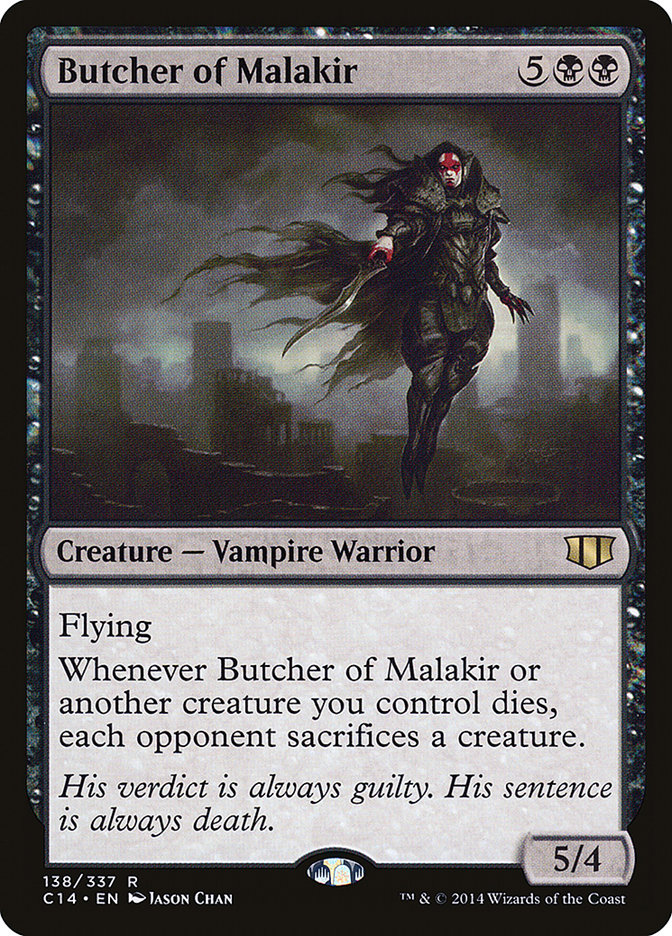 Butcher of Malakir 5
Creature — Vampire Warrior
Flying
Whenever Butcher of Malakir or
another creature you control dies,
each opponent sacrifices a creature.
His verdict is always guilty. His sentence
is always death.
5/4
138/337 R
C14 • EN Jason Chan
™ & © 2014 Wizards of the Coast